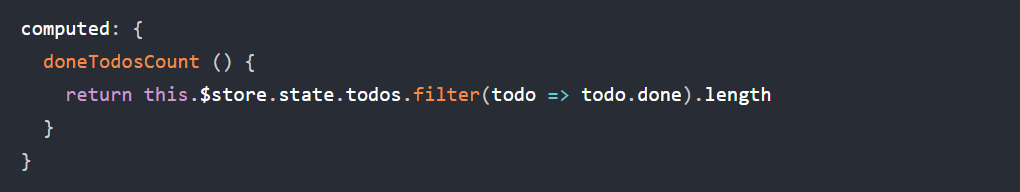 computed: {
  doneTodosCount () {
    return this.$store.state.todos.filter(todo => todo.done).length
  }
}